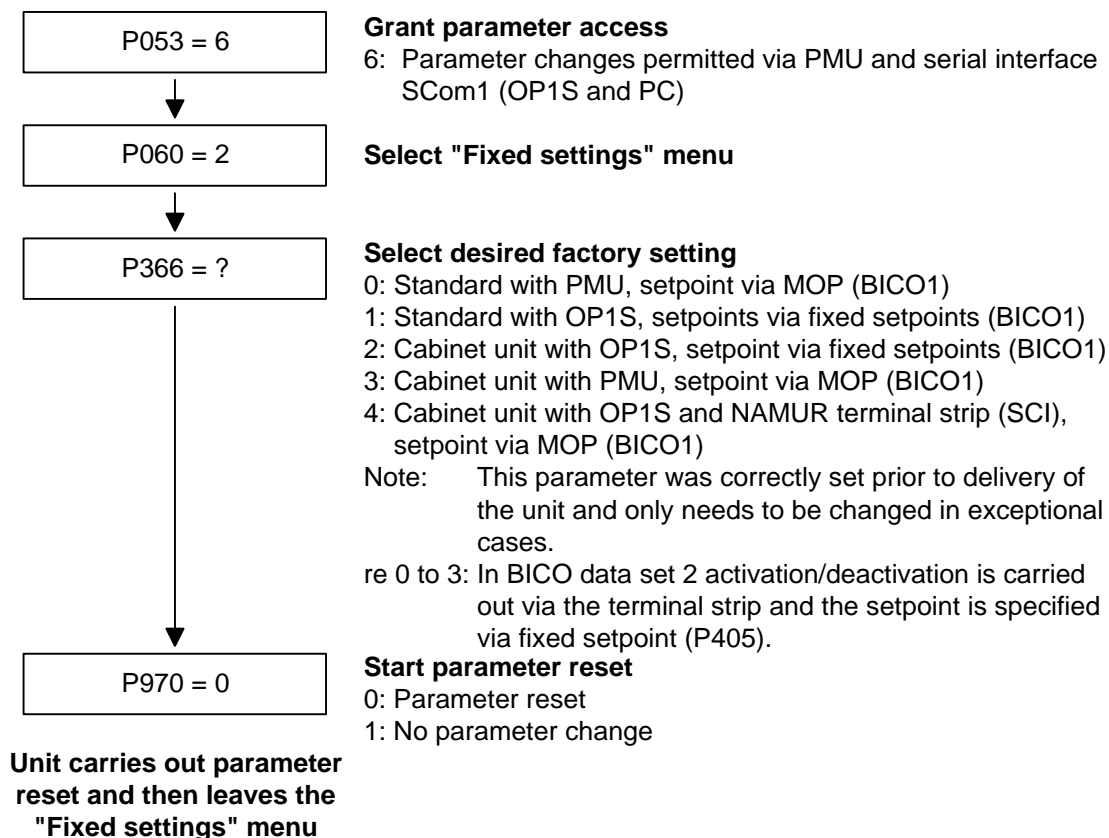 P053 = 6
Grant parameter access
6: Parameter changes permitted via PMU and serial interface
SCom1 (OP1S and PC)
P060 = 2
Select "Fixed settings" menu
P366 = ?
Select desired factory setting
0: Standard with PMU, setpoint via MOP (BICO1)
1: Standard with OP1S, setpoints via fixed setpoints (BICO1)
2: Cabinet unit with OP1S, setpoint via fixed setpoints (BICO1)
3: Cabinet unit with PMU, setpoint via MOP (BICO1)
4: Cabinet unit with OP1S and NAMUR terminal strip (SCI),
setpoint via MOP (BICO1)
Note: This parameter was correctly set prior to delivery of
the unit and only needs to be changed in exceptional
cases.
re 0 to 3: In BICO data set 2 activation/deactivation is carried
out via the terminal strip and the setpoint is specified
via fixed setpoint (P405).
P970 = 0
Start parameter reset
0: Parameter reset
1: No parameter change
Unit carries out parameter
reset and then leaves the
"Fixed settings" menu